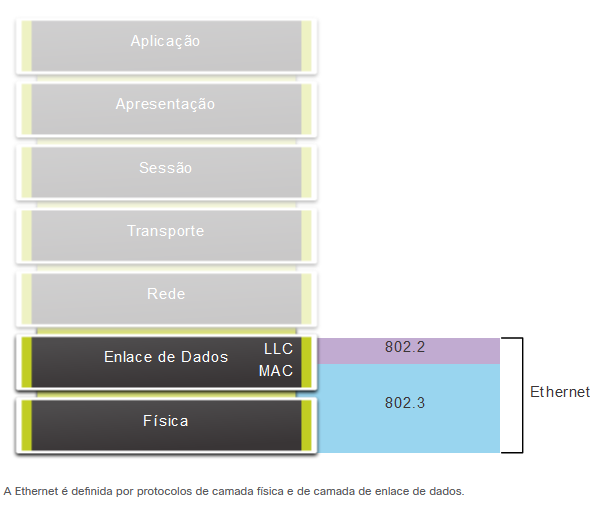 Aplicação
Apresentação
Sessão
Transporte
Rede
Enlace de Dados
LLC
MAC
802.2
802.3
Ethernet
Física
A Ethernet é definida por protocolos de camada física e de camada de enlace de dados.